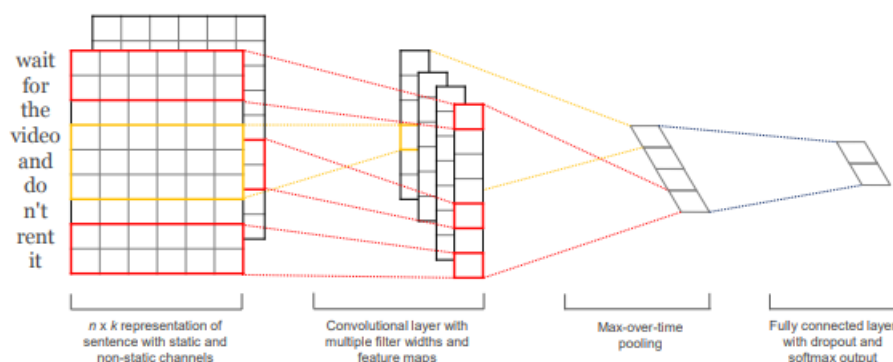 wait
for
the
video
and
do
n't
rent
it
n x k representation of
sentence with static and
non-static channels
Convolutional layer with
multiple filter widths and
feature maps
Max-over-time
pooling
Fully connected layer
with dropout and
softmax output